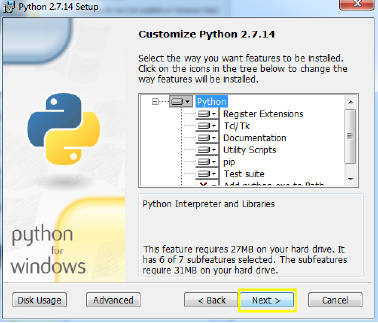 Python 2.7.14 Setup
Customize Python 2.7.14
Select the way you want features to be installed.
Click on the icons in the tree below to change the
way features will be installed.
Python
Register Extensions
Tcl/Tk
Documentation
Utility Scripts
pip
Test suite
Add python.exe to Path
Python Interpreter and Libraries
This feature requires 27MB on your hard drive. It
has 6 of 7 subfeatures selected. The subfeatures
require 31MB on your hard drive.
python
for
windows
Disk Usage
Advanced
< Back
Next >
Cancel